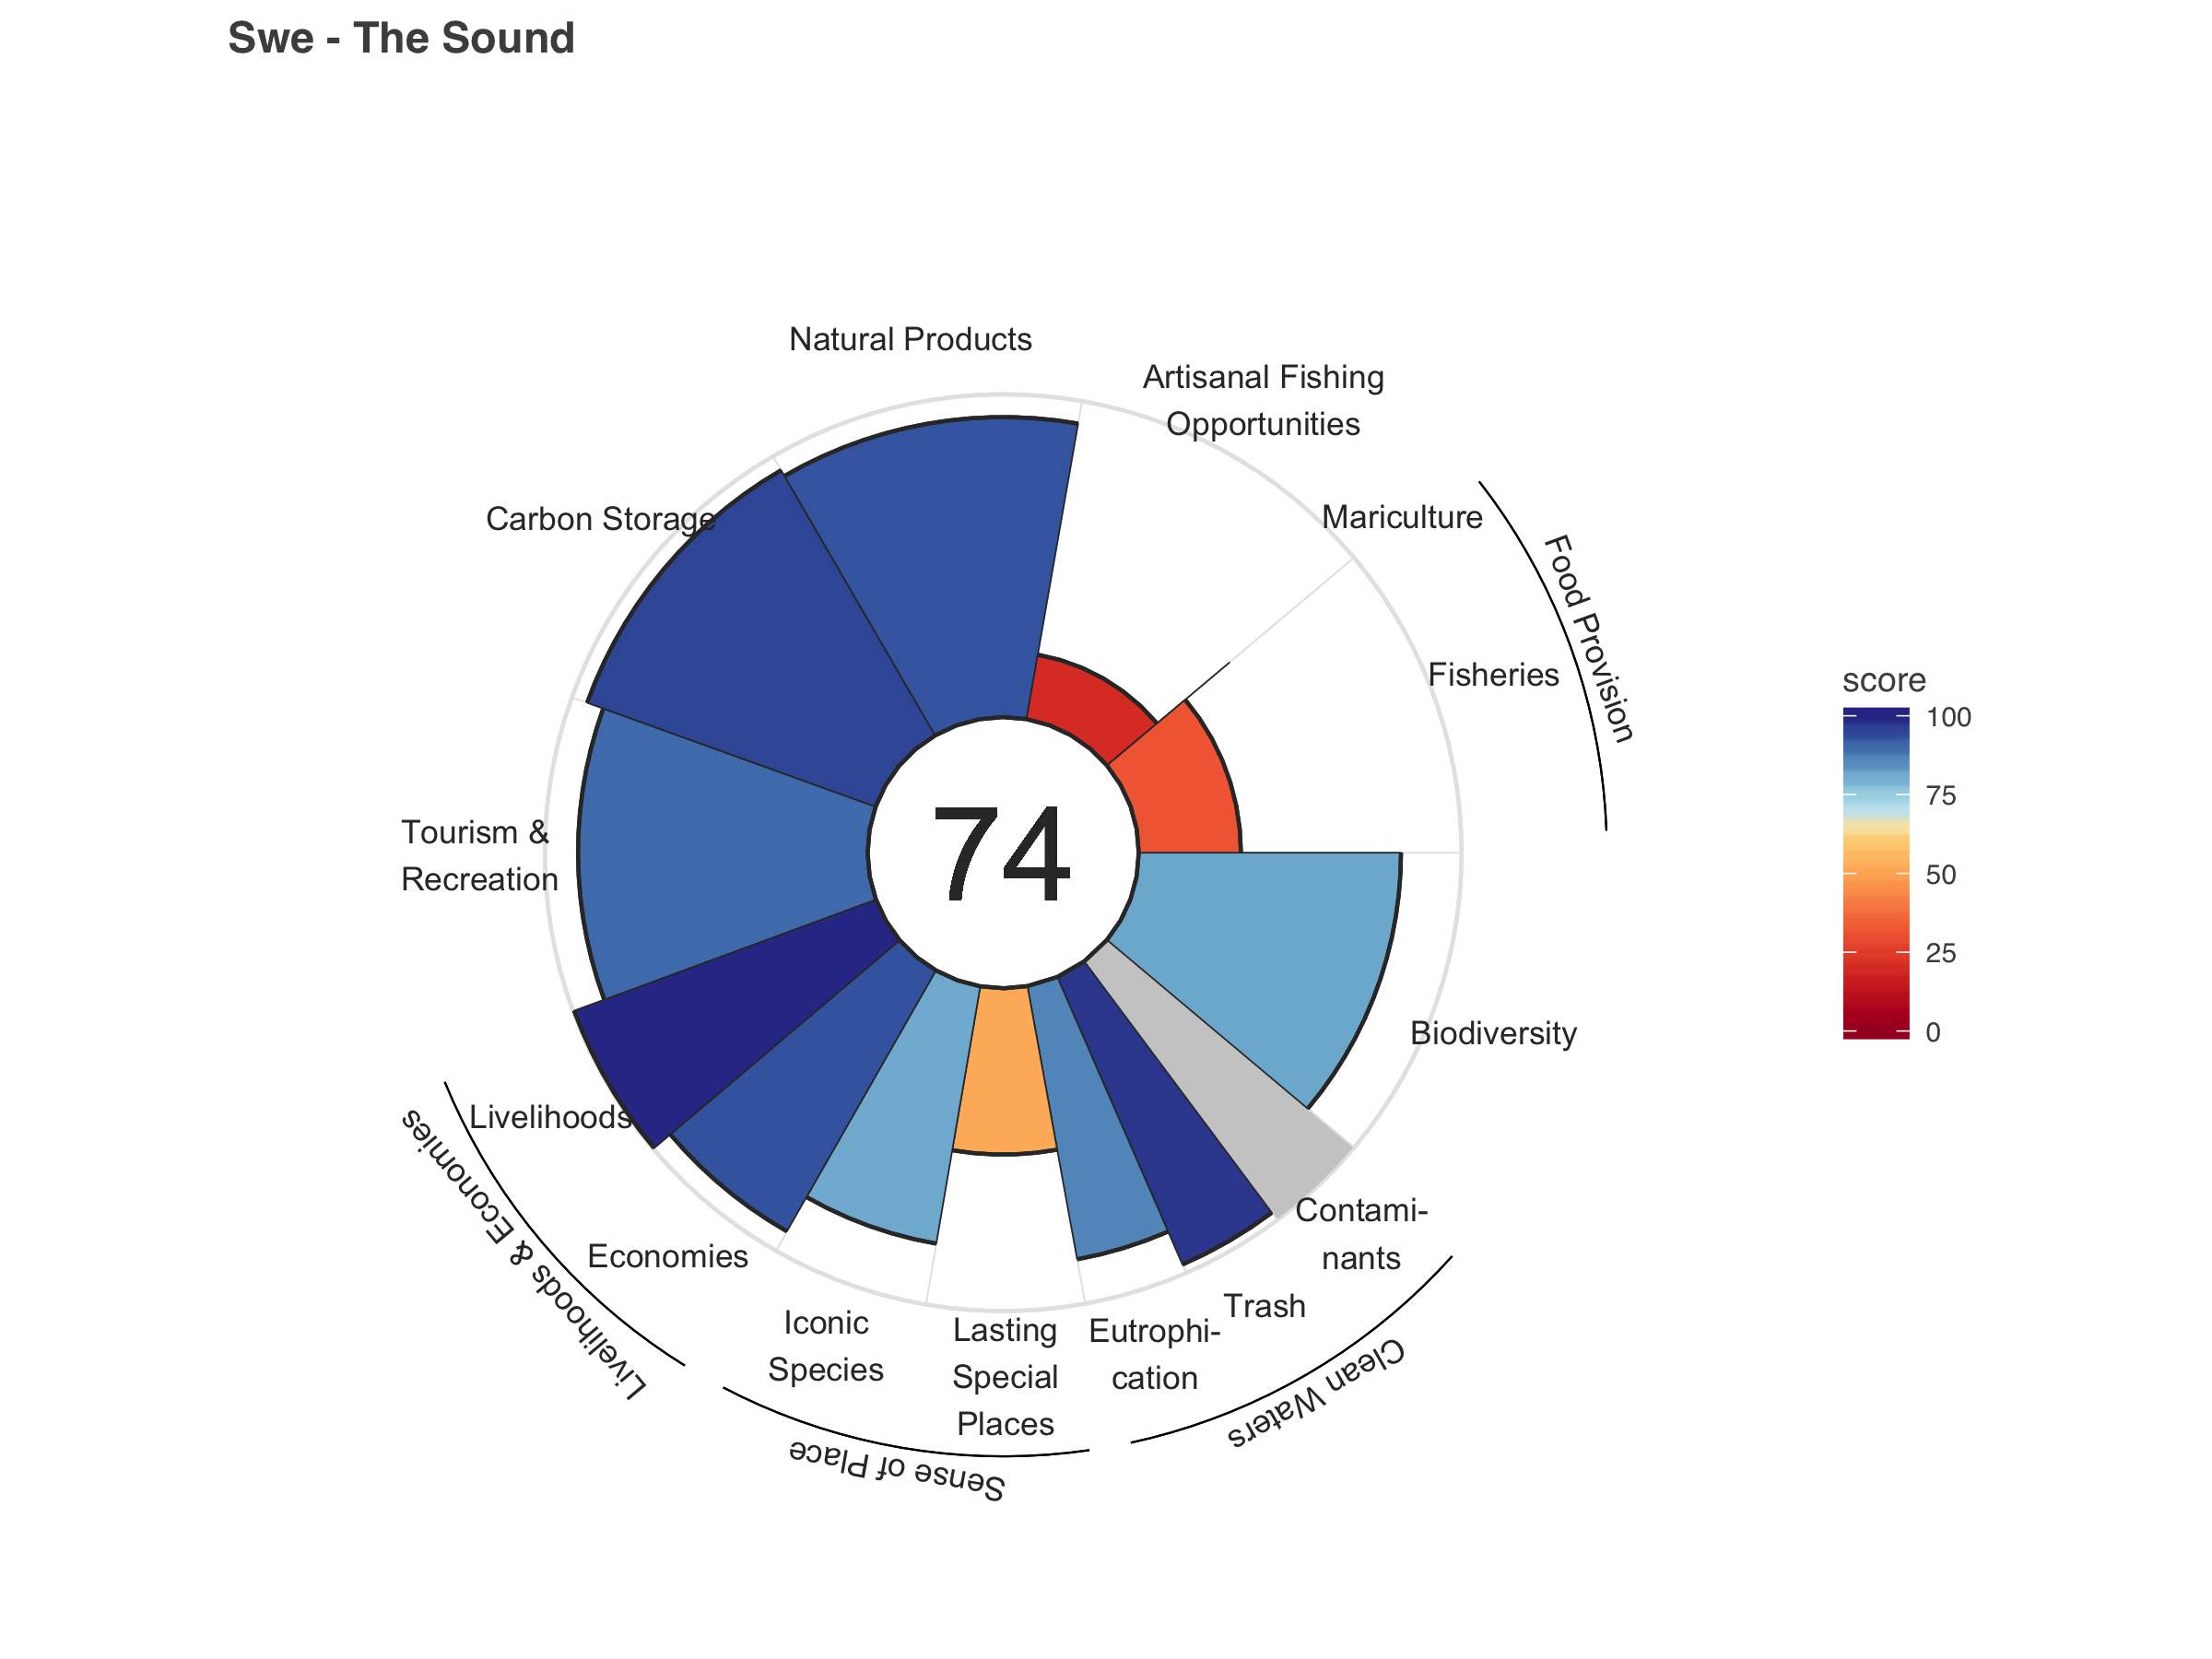 Swe - The Sound
Natural Products
Artisanal Fishing
Opportunities
Carbon Storage
Mariculture
Food Provision
Fisheries
score
100
75
50
25
0
74
Tourism &
Recreation
Biodiversity
Livelihoods
Livelihoods & Economies
Economies
Contami-
nants
Trash
Clean Waters
Iconic
Species
Lasting
Special
Places
Eutrophi-
cation
Sense of Place